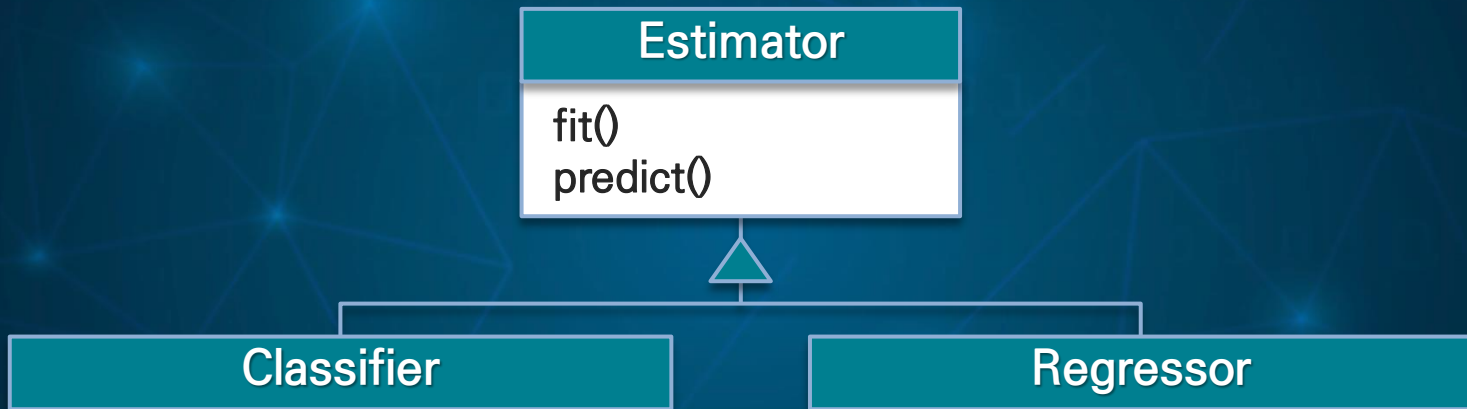 Estimator
fit()
predict()
Classifier
Regressor